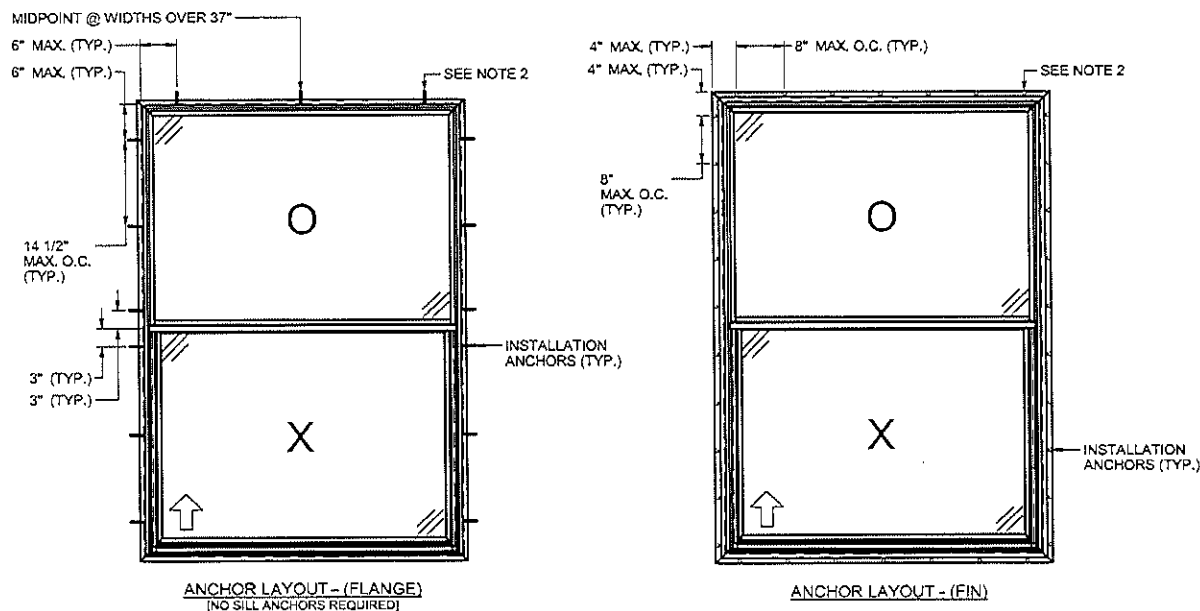 MIDPOINT @ WIDTHS OVER 37"
6" MAX. (TYP.)
6" MAX. (TYP.)
SEE NOTE 2
O
14 1/2"
MAX. O.C.
(TYP.)
3" (TYP.)
3" (TYP.)
INSTALLATION
ANCHORS (TYP.)
X
ANCHOR LAYOUT - (FLANGE)
[NO SILL ANCHORS REQUIRED]
4" MAX. (TYP.)
8" MAX. O.C. (TYP.)
4" MAX. (TYP.)
SEE NOTE 2
8"
MAX. O.C.
(TYP.)
O
X
INSTALLATION
ANCHORS (TYP.)
ANCHOR LAYOUT - (FIN)